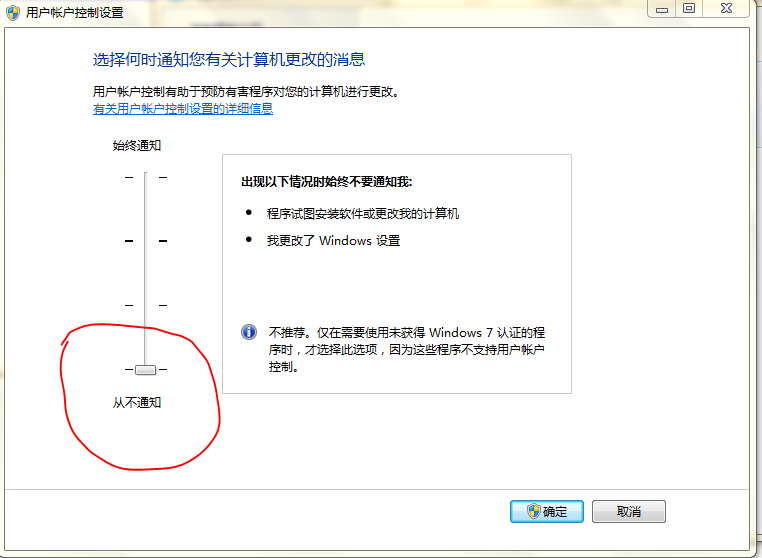 用户帐户控制设置
选择何时通知您有关计算机更改的消息
用户帐户控制有助于预防有害程序对您的计算机进行更改。
有关用户帐户控制设置的详细信息
始终通知
出现以下情况时始终不要通知我:
程序试图安装软件或更改我的计算机
我更改了 Windows 设置
不推荐。仅在需要使用未获得 Windows 7 认证的程
序时，才选择此选项，因为这些程序不支持用户帐户
控制。
从不通知
确定
取消